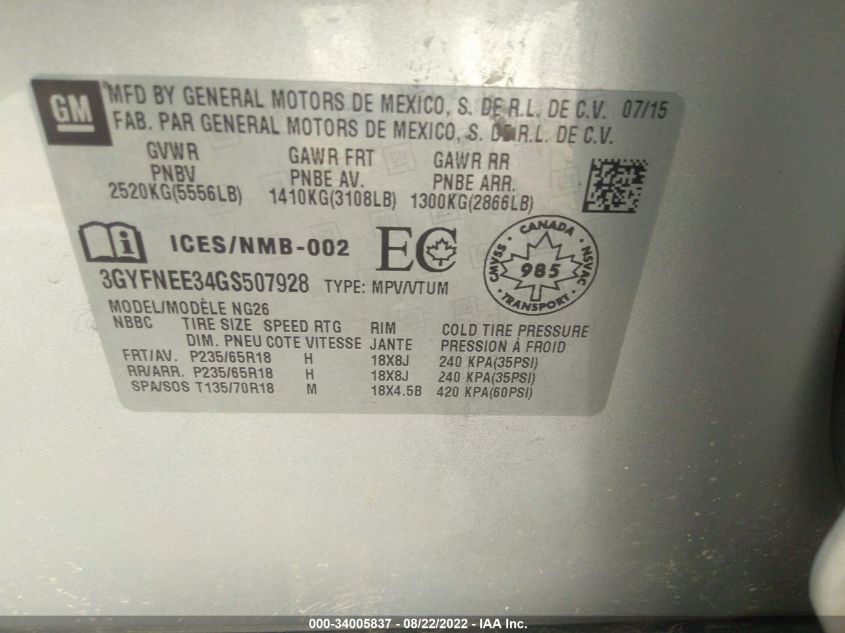 GM
MFD BY GENERAL MOTORS DE MEXICO, S. DE R.L. DE C.V. 07/15
FAB. PAR GENERAL MOTORS DE MEXICO, S. DE R.L. DE C.V.
GVWR GAWR FRT GAWR RR
PNBV PNBE AV. PNBE ARR.
2520KG(5556LB) 1410KG(3108LB) 1300KG(2866LB)
i ICES/NMB-002 EC
CANADA
CMVSS 985 NSVAC
TRANSPORT
3GYFNEE34GS507928 TYPE: MPV/VTUM
MODEL/MODÈLE NG26
NBBC TIRE SIZE SPEED RTG RIM COLD TIRE PRESSURE
DIM. PNEU COTE VITESSE JANTE PRESSION À FROID
FRT/AV. P235/65R18 H 18X8J 240 KPA(35PSI)
RR/ARR. P235/65R18 H 18X8J 240 KPA(35PSI)
SPA/SOS T135/70R18 M 18X4.5B 420 KPA(60PSI)
000-34005837 - 08/22/2022 - IAA Inc.